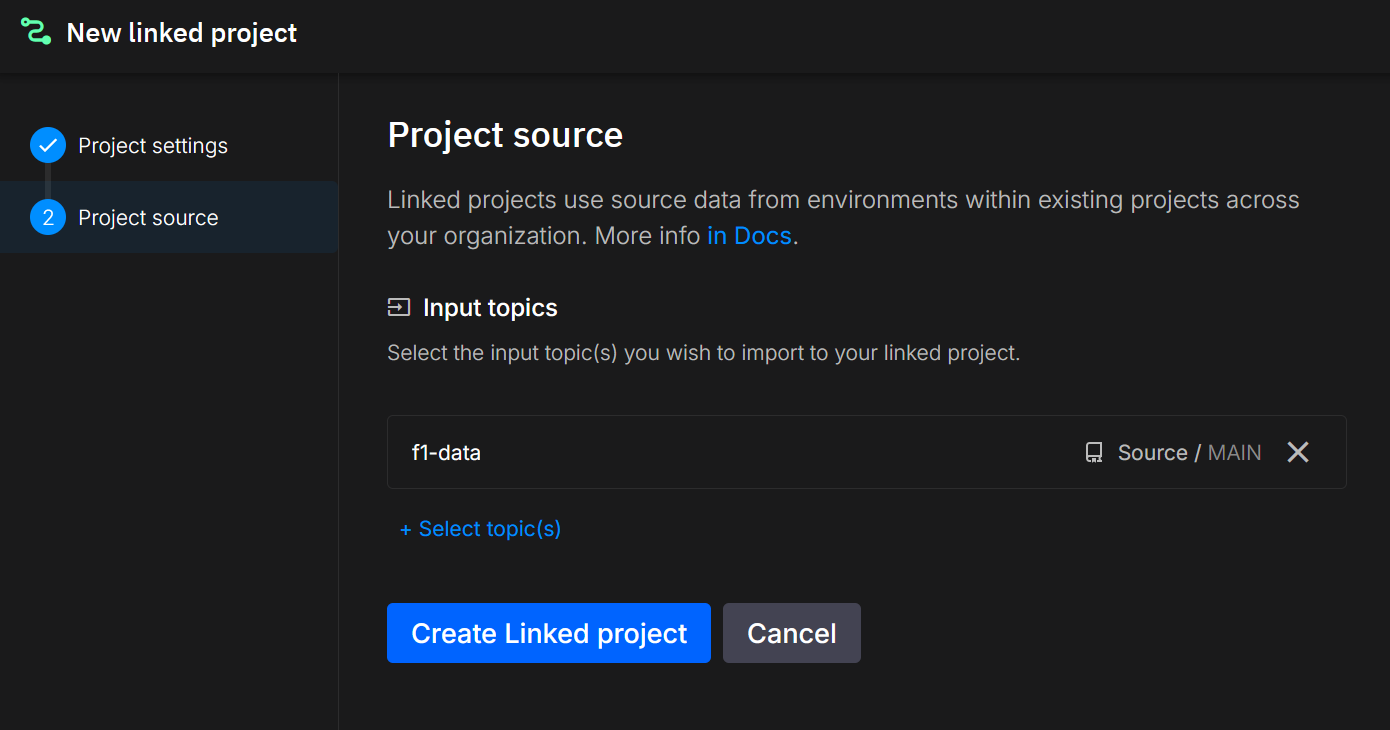 New linked project
Project settings
2 Project source
Project source
Linked projects use source data from environments within existing projects across
your organization. More info in Docs.
Input topics
Select the input topic(s) you wish to import to your linked project.
f1-data Source / MAIN
+ Select topic(s)
Create Linked project Cancel